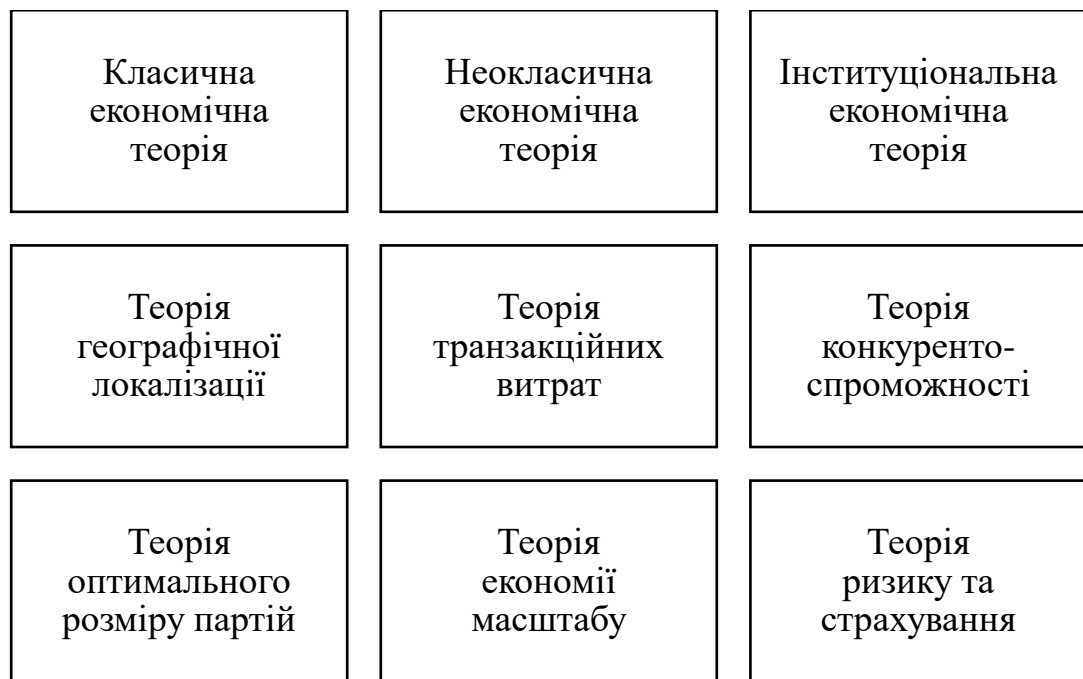 Класична
економічна
теорія
Неокласична
економічна
теорія
Інституціональна
економічна
теорія
Теорія
географічної
локалізації
Теорія
транзакційних
витрат
Теорія
конкуренто-
спроможності
Теорія
оптимального
розміру партій
Теорія
економії
масштабу
Теорія
ризику та
страхування